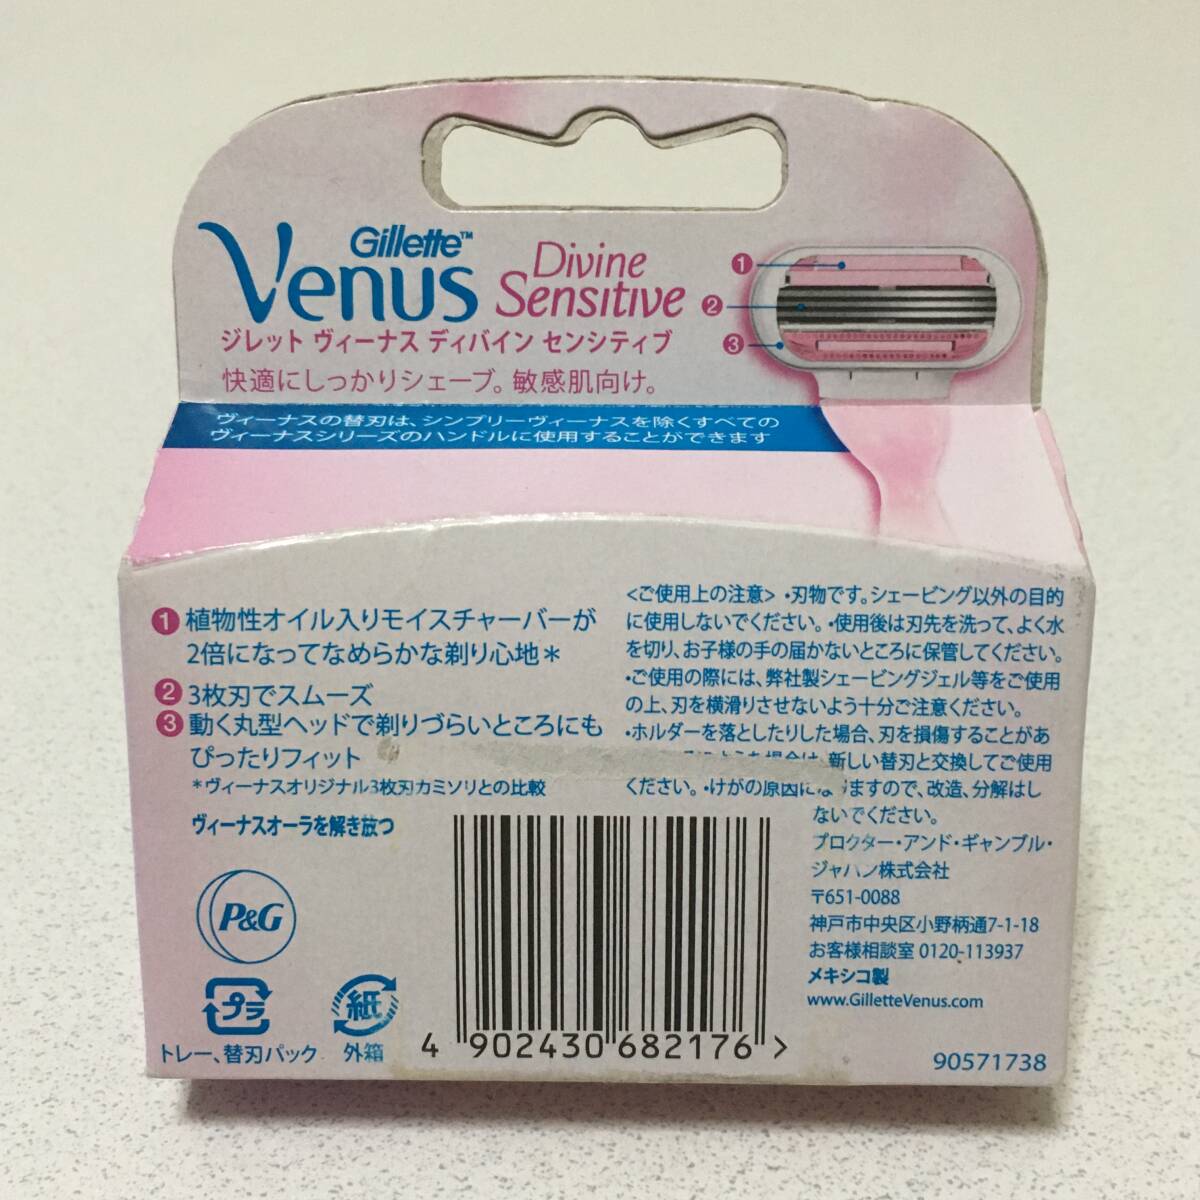 Gillette™
Venus
Divine
Sensitive
ジレット ヴィーナス ディバイン センシティブ
快適にしっかりシェーブ。敏感肌向け。
1
2
3
ヴィーナスの替刃は、シンプリーヴィーナスを除くすべての
ヴィーナスシリーズのハンドルに使用することができます
1 植物性オイル入りモイスチャーバーが
2倍になってなめらかな剃り心地*
2 3枚刃でスムーズ
3 動く丸型ヘッドで剃りづらいところにも
ぴったりフィット
*ヴィーナスオリジナル3枚刃カミソリとの比較
ヴィーナスオーラを解き放つ
P&G
プラ
トレー、替刃パック
紙
外箱
<ご使用上の注意> •刃物です。シェービング以外の目的
に使用しないでください。•使用後は刃先を洗って、よく水
を切り、お子様の手の届かないところに保管してください。
•ご使用の際には、弊社製シェービングジェル等をご使用
の上、刃を横滑りさせないよう十分ご注意ください。
•ホルダーを落としたりした場合、刃を損傷することがあ
場合は、新しい替刃と交換してご使用
ください。•けがの原因になりますので、改造、分解はし
ないでください。
プロクター・アンド・ギャンブル・
ジャパン株式会社
〒651-0088
神戸市中央区小野柄通7-1-18
お客様相談室 0120-113937
メキシコ製
www.GilletteVenus.com
4 902430 682176 >
90571738